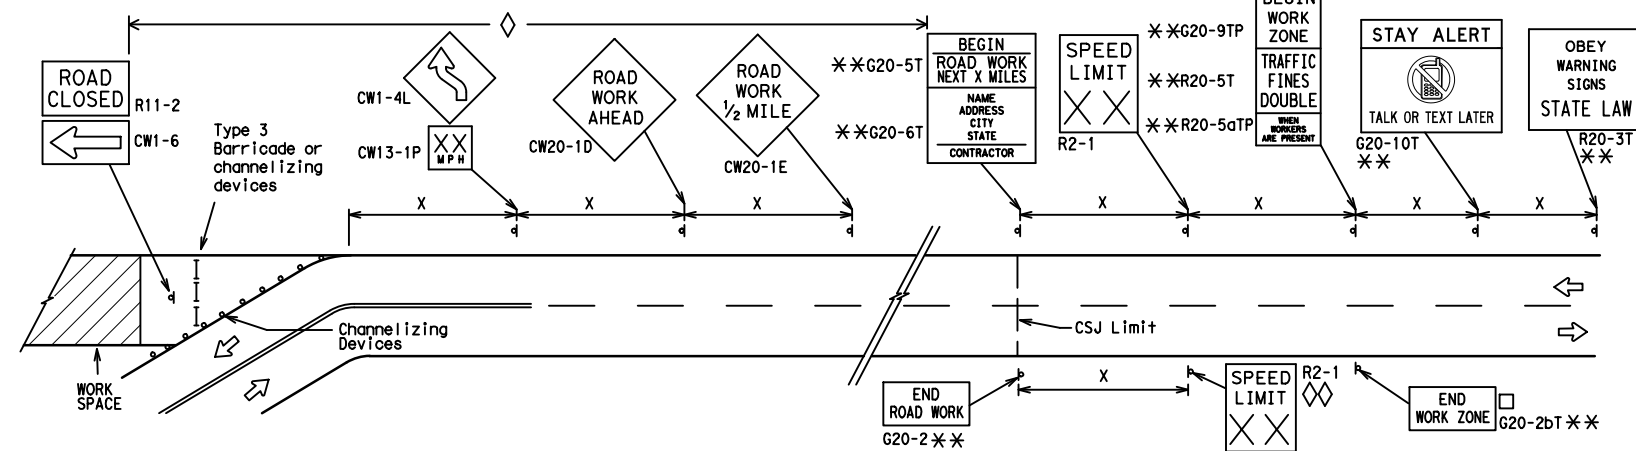 ROAD
CLOSED
R11-2
CW1-6
Type 3
Barricade or
channelizing
devices
CW1-4L
CW13-1P
XX
MPH
ROAD
WORK
AHEAD
CW20-1D
ROAD
WORK
1/2 MILE
CW20-1E
**G20-5T
**G20-6T
BEGIN
ROAD WORK
NEXT X MILES
NAME
ADDRESS
CITY
STATE
CONTRACTOR
SPEED
LIMIT
XX
R2-1
**G20-9TP
**R20-5T
**R20-5aTP
BEGIN
WORK
ZONE
TRAFFIC
FINES
DOUBLE
WHEN
WORKERS
ARE PRESENT
STAY ALERT
TALK OR TEXT LATER
G20-10T
**
OBEY
WARNING
SIGNS
STATE LAW
R20-3T
**
X
X
X
X
X
X
X
Channelizing
Devices
CSJ Limit
WORK
SPACE
END
ROAD WORK
G20-2**
X
SPEED
LIMIT
XX
R2-1
END
WORK ZONE
G20-2bT**